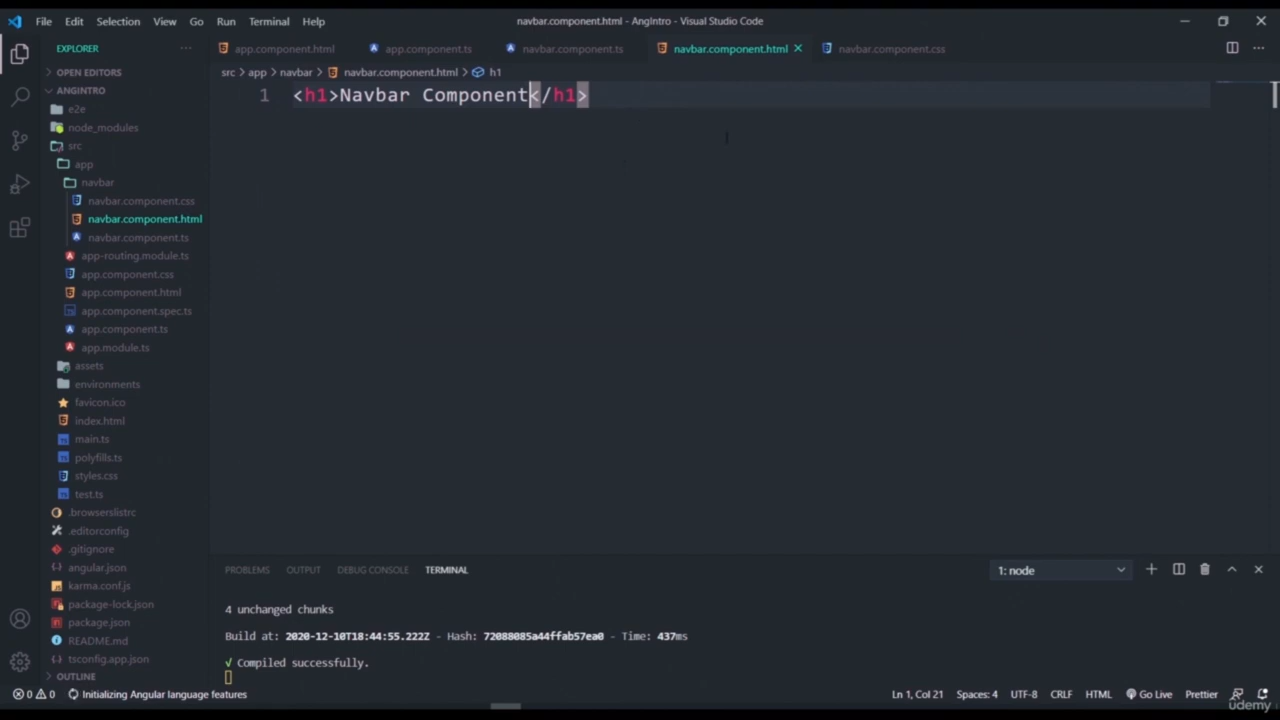 File Edit Selection View Go Run Terminal Help
navbar.component.html - AngIntro - Visual Studio Code
EXPLORER
app.component.html
app.component.ts
navbar.component.ts
navbar.component.html
navbar.component.css
OPEN EDITORS
src > app > navbar > navbar.component.html > h1
ANGINTRO
1 <h1>Navbar Component</h1>
e2e
node_modules
src
app
navbar
navbar.component.css
navbar.component.html
navbar.component.ts
app-routing.module.ts
app.component.css
app.component.html
app.component.spec.ts
app.component.ts
app.module.ts
assets
environments
favicon.ico
index.html
main.ts
polyfills.ts
styles.css
test.ts
.browserslistrc
.editorconfig
.gitignore
angular.json
karma.conf.js
package-lock.json
package.json
README.md
tsconfig.app.json
OUTLINE
PROBLEMS OUTPUT DEBUG CONSOLE TERMINAL
1: node
4 unchanged chunks
Build at: 2020-12-10T18:44:55.222Z - Hash: 72088085a44ffab57ea0 - Time: 437ms
√ Compiled successfully.
0 0 Initializing Angular language features
Ln 1, Col 21 Spaces: 4 UTF-8 CRLF HTML Go Live Prettier
udemy